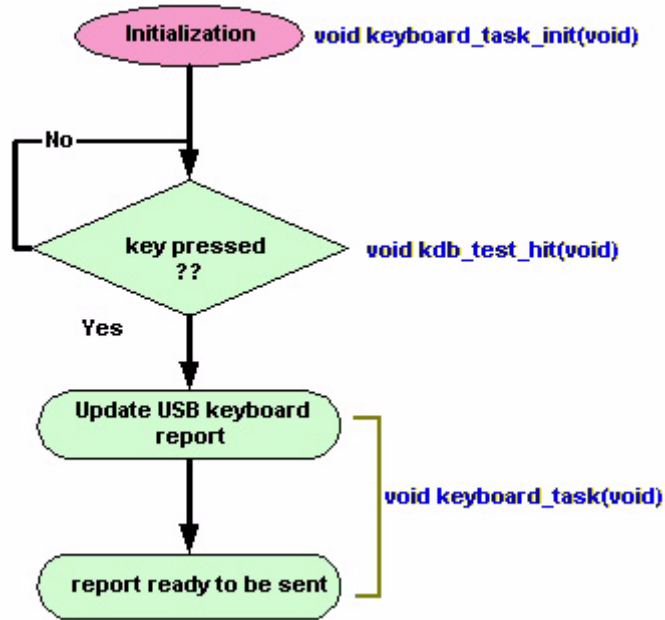 Initialization
void keyboard_task_init(void)
No
key pressed
??
void kdb_test_hit(void)
Yes
Update USB keyboard
report
void keyboard_task(void)
report ready to be sent